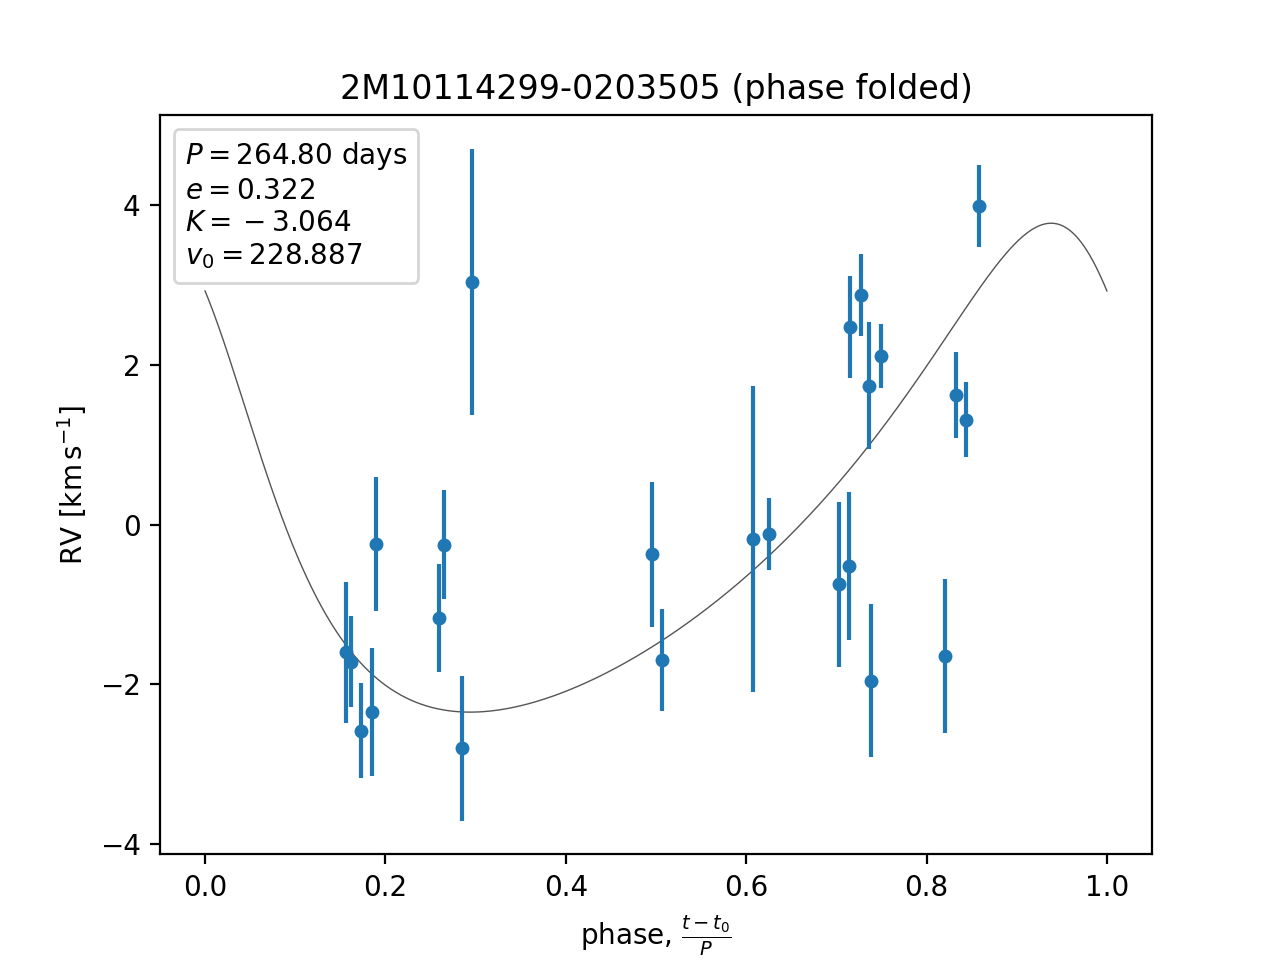 2M10114299-0203505 (phase folded)
P = 264.80 days
e = 0.322
K = −3.064
v₀ = 228.887
RV [km s⁻¹]
4
2
0
−2
−4
0.0 0.2 0.4 0.6 0.8 1.0
phase, (t − t₀)/P